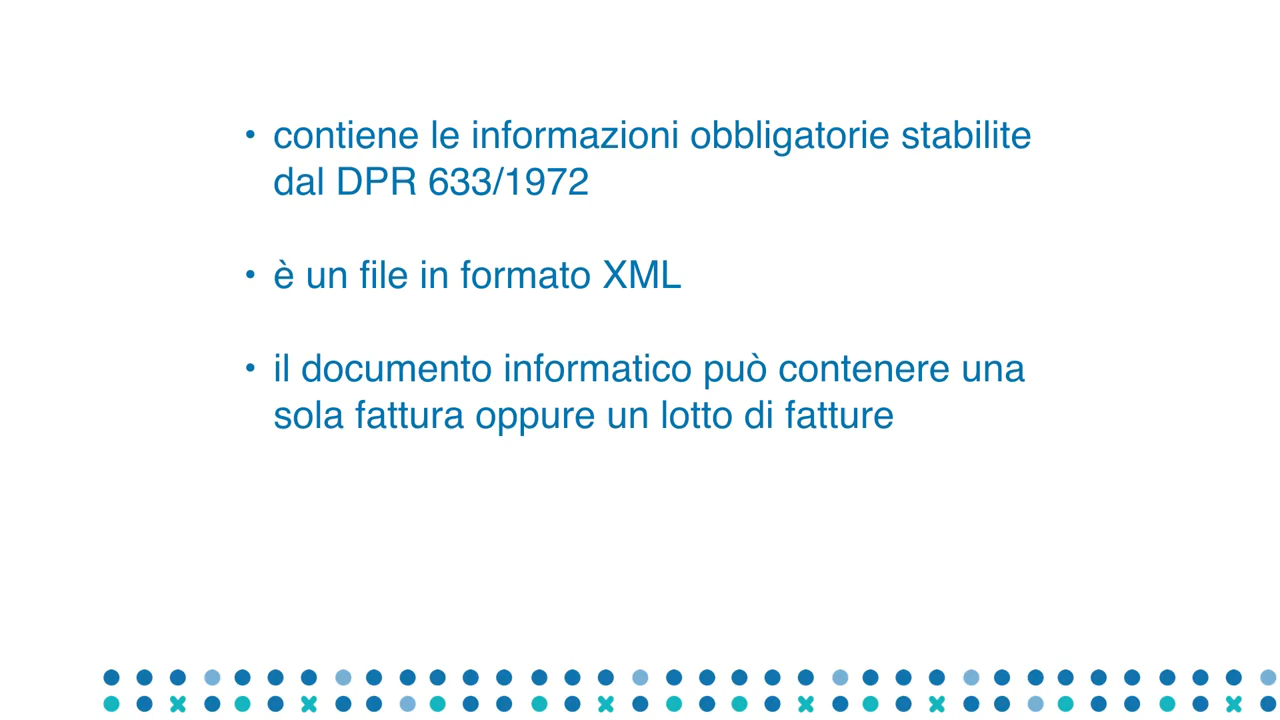 • contiene le informazioni obbligatorie stabilite
dal DPR 633/1972
• è un file in formato XML
• il documento informatico può contenere una
sola fattura oppure un lotto di fatture